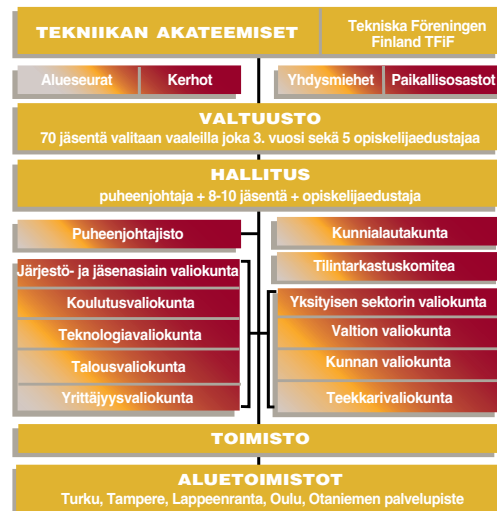 TEKNIIKAN AKATEEMISET
Tekniska Föreningen
Finland TFiF
Alueseurat
Kerhot
Yhdysmiehet
Paikallisosastot
VALTUUSTO
70 jäsentä valitaan vaaleilla joka 3. vuosi sekä 5 opiskelijaedustajaa
HALLITUS
puheenjohtaja + 8-10 jäsentä + opiskelijaedustaja
Puheenjohtajisto
Kunnialautakunta
Tilintarkastuskomitea
Järjestö- ja jäsenasiain valiokunta
Koulutusvaliokunta
Teknologiavaliokunta
Talousvaliokunta
Yrittäjyysvaliokunta
Yksityisen sektorin valiokunta
Valtion valiokunta
Kunnan valiokunta
Teekkarivaliokunta
TOIMISTO
ALUETOIMISTOT
Turku, Tampere, Lappeenranta, Oulu, Otaniemen palvelupiste